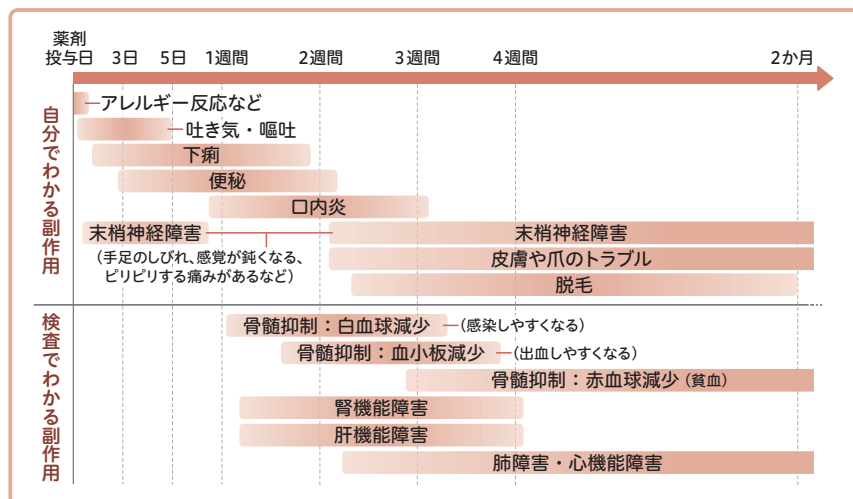 薬剤
投与日 3日 5日 1週間 2週間 3週間 4週間 2か月
自分でわかる副作用
アレルギー反応など
吐き気・嘔吐
下痢
便秘
口内炎
末梢神経障害 末梢神経障害
(手足のしびれ、感覚が鈍くなる、
ピリピリする痛みがあるなど)
皮膚や爪のトラブル
脱毛
検査でわかる副作用
骨髄抑制：白血球減少 (感染しやすくなる)
骨髄抑制：血小板減少 (出血しやすくなる)
骨髄抑制：赤血球減少 (貧血)
腎機能障害
肝機能障害
肺障害・心機能障害